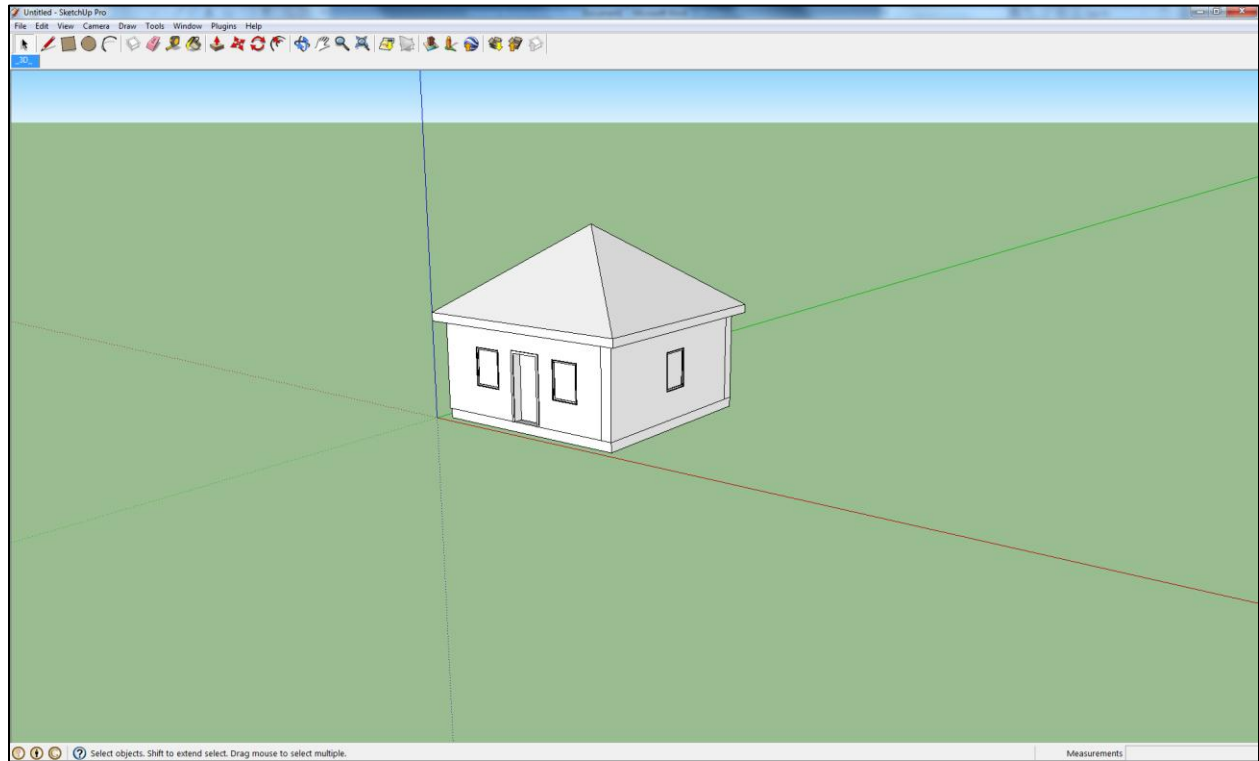 Untitled - SketchUp Pro
File Edit View Camera Draw Tools Window Plugins Help
_3D_
Select objects. Shift to extend select. Drag mouse to select multiple.
Measurements